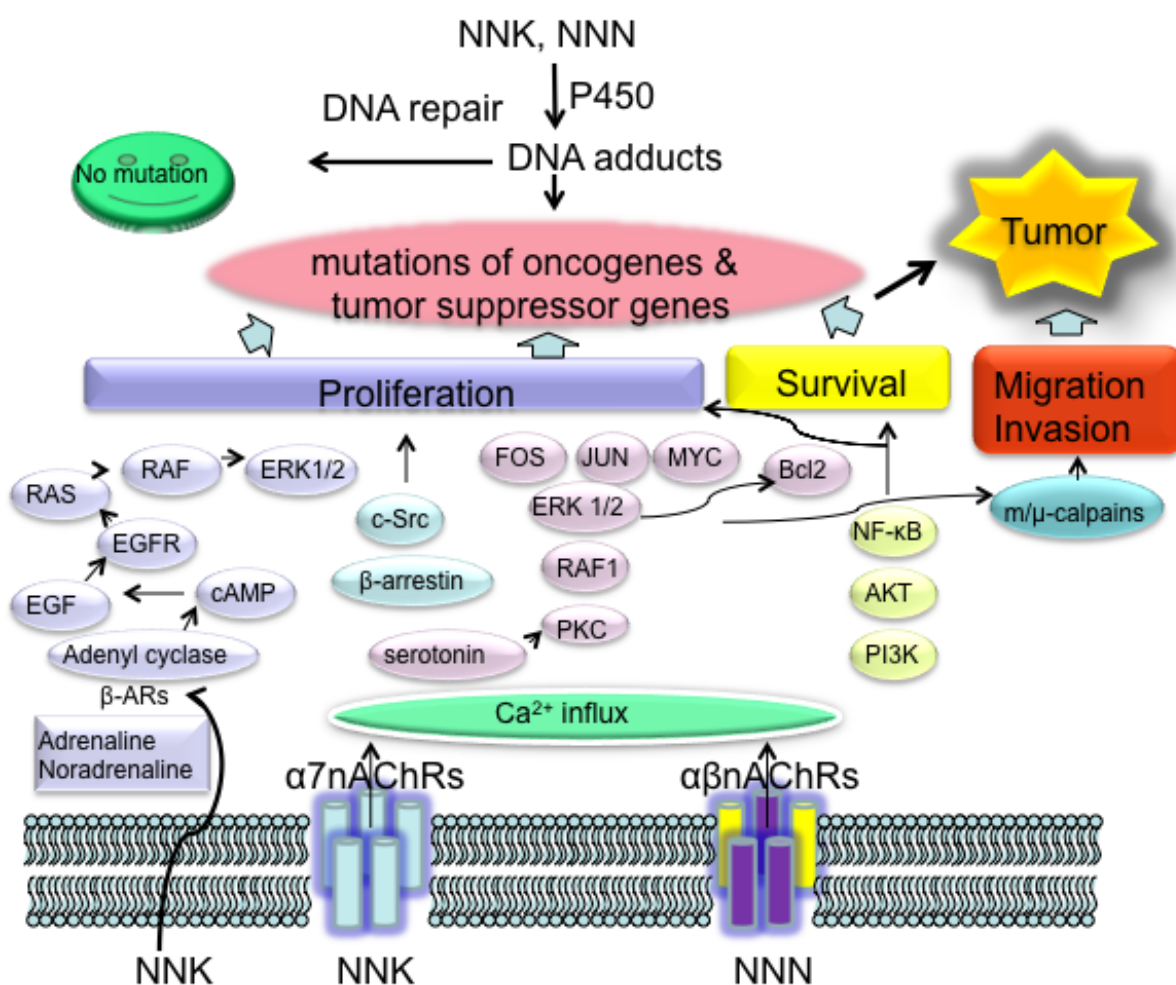 NNK, NNN
P450
DNA repair
DNA adducts
No mutation
Tumor
mutations of oncogenes &
tumor suppressor genes
Proliferation
Survival
Migration
Invasion
FOS
JUN
MYC
Bcl2
RAF
ERK1/2
RAS
ERK 1/2
c-Src
m/µ-calpains
NF-κB
EGFR
RAF1
β-arrestin
EGF
cAMP
AKT
PKC
Adenyl cyclase
serotonin
PI3K
β-ARs
Ca²⁺ influx
Adrenaline
Noradrenaline
α7nAChRs
αβnAChRs
NNK
NNK
NNN